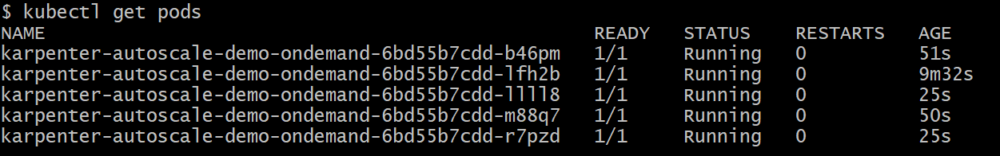 $ kubectl get pods
NAME READY STATUS RESTARTS AGE
karpenter-autoscale-demo-ondemand-6bd55b7cdd-b46pm 1/1 Running 0 51s
karpenter-autoscale-demo-ondemand-6bd55b7cdd-lfh2b 1/1 Running 0 9m32s
karpenter-autoscale-demo-ondemand-6bd55b7cdd-llll8 1/1 Running 0 25s
karpenter-autoscale-demo-ondemand-6bd55b7cdd-m88q7 1/1 Running 0 50s
karpenter-autoscale-demo-ondemand-6bd55b7cdd-r7pzd 1/1 Running 0 25s